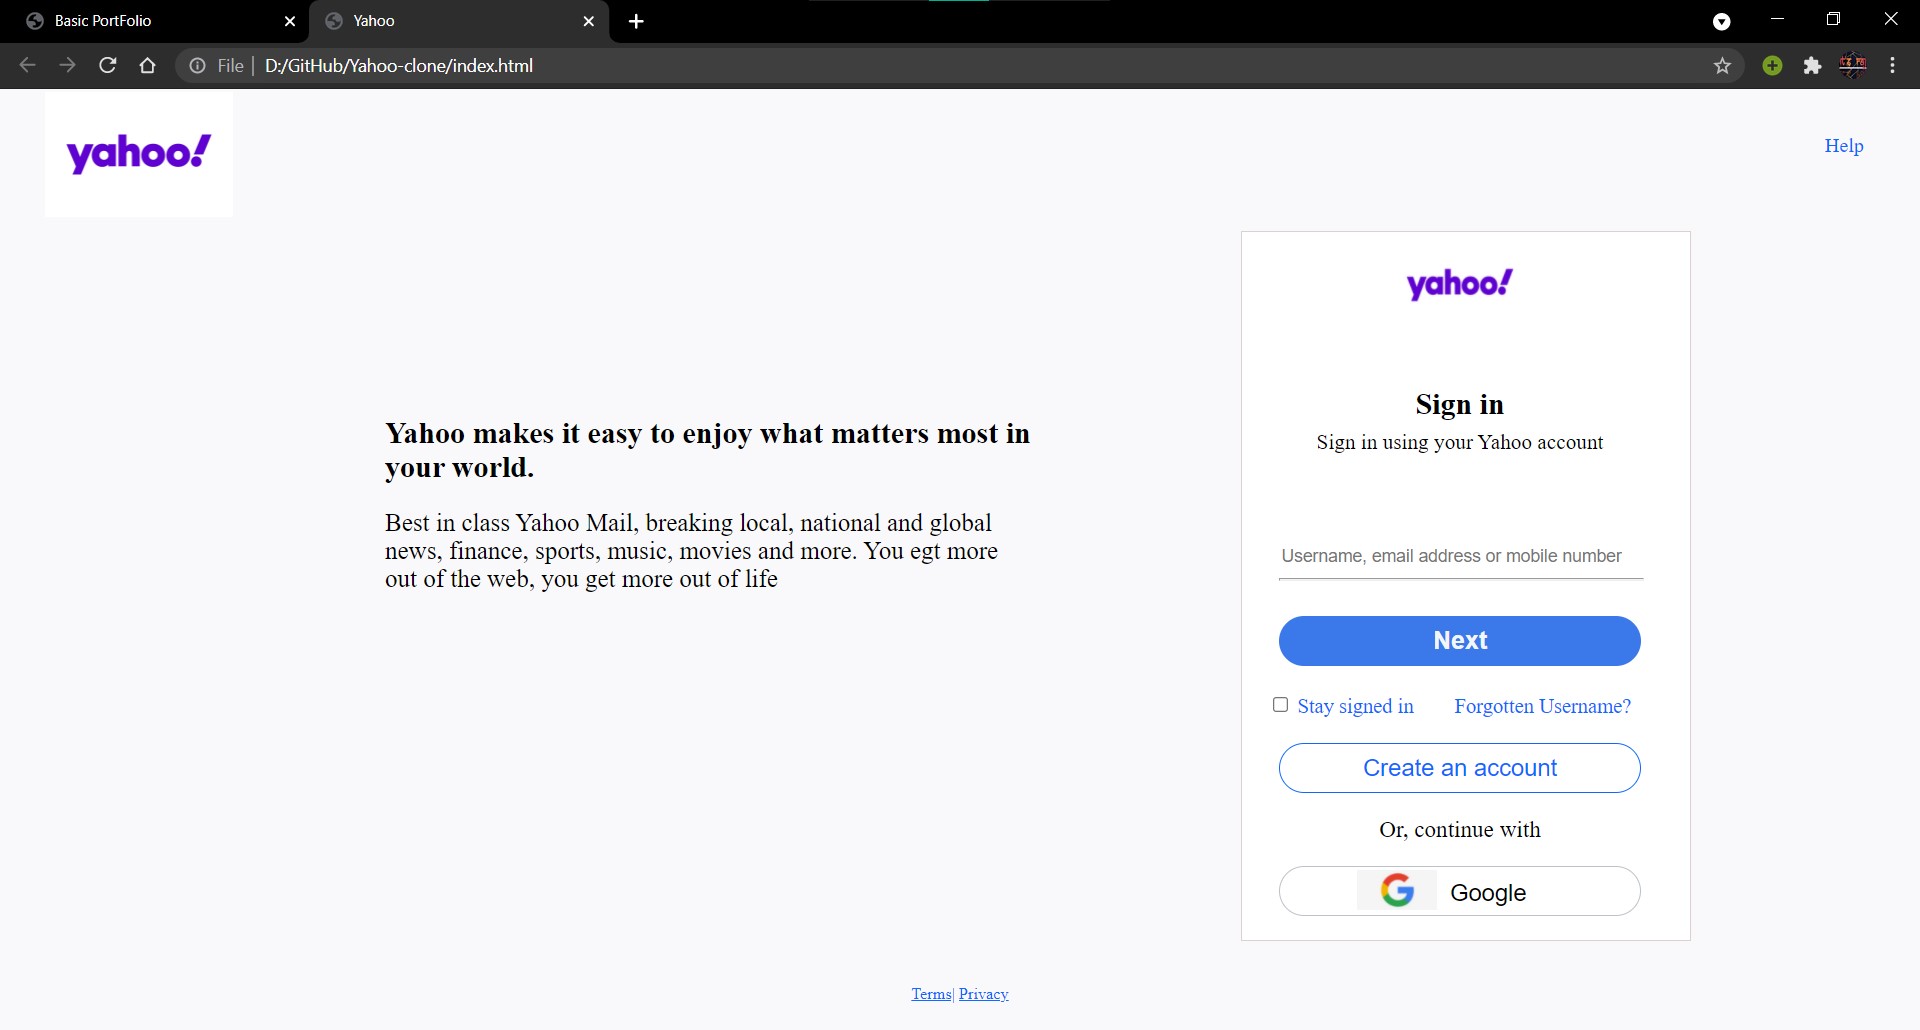 Basic PortFolio
Yahoo
File | D:/GitHub/Yahoo-clone/index.html
yahoo!
Help
yahoo!
Sign in
Sign in using your Yahoo account
Yahoo makes it easy to enjoy what matters most in
your world.
Best in class Yahoo Mail, breaking local, national and global
news, finance, sports, music, movies and more. You egt more
out of the web, you get more out of life
Username, email address or mobile number
Next
Stay signed in
Forgotten Username?
Create an account
Or, continue with
Google
Terms| Privacy